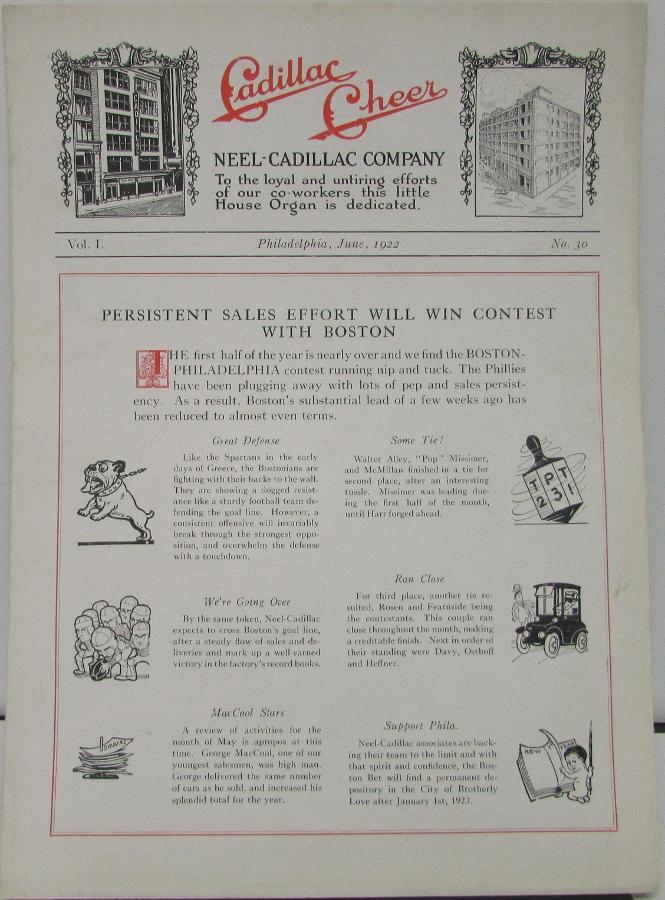 Cadillac
Cheer
NEEL-CADILLAC COMPANY
To the loyal and untiring efforts
of our co-workers this little
House Organ is dedicated.
Vol. I.
Philadelphia, June, 1922
No. 30
PERSISTENT SALES EFFORT WILL WIN CONTEST
WITH BOSTON
THE first half of the year is nearly over and we find the BOSTON-
PHILADELPHIA contest running nip and tuck. The Phillies
have been plugging away with lots of pep and sales persist-
ency. As a result, Boston's substantial lead of a few weeks ago has
been reduced to almost even terms.
Great Defense
Like the Spartans in the early
days of Greece, the Bostonians are
fighting with their backs to the wall.
They are showing a dogged resist-
ance like a sturdy football team de-
fending the goal line. However, a
consistent offensive will invariably
break through the strongest oppo-
sition, and overwhelm the defense
with a touchdown.
We're Going Over
By the same token, Neel-Cadillac
expects to cross Boston's goal line,
after a steady flow of sales and de-
liveries and mark up a well-earned
victory in the factory's record books.
MacCool Stars
A review of activities for the
month of May is apropos at this
time. George MacCool, one of our
youngest salesmen, was high man.
George delivered the same number
of cars as he sold, and increased his
splendid total for the year.
Some Tie!
Walter Alley, "Pop" Missimer,
and McMillan finished in a tie for
second place, after an interesting
tussle. Missimer was leading dur-
ing the first half of the month,
until Harr forged ahead.
T P T
2 3 1
Ran Close
For third place, another tie re-
sulted, Rosen and Fearnside being
the contestants. This couple ran
close throughout the month, making
a creditable finish. Next in order of
their standing were Davy, Osthoff
and Heffner.
Support Phila.
Neel-Cadillac associates are back-
ing their team to the limit and with
that spirit and confidence, the Bos-
ton Bet will find a permanent de-
pository in the City of Brotherly
Love after January 1st, 1923.
NEW YEAR